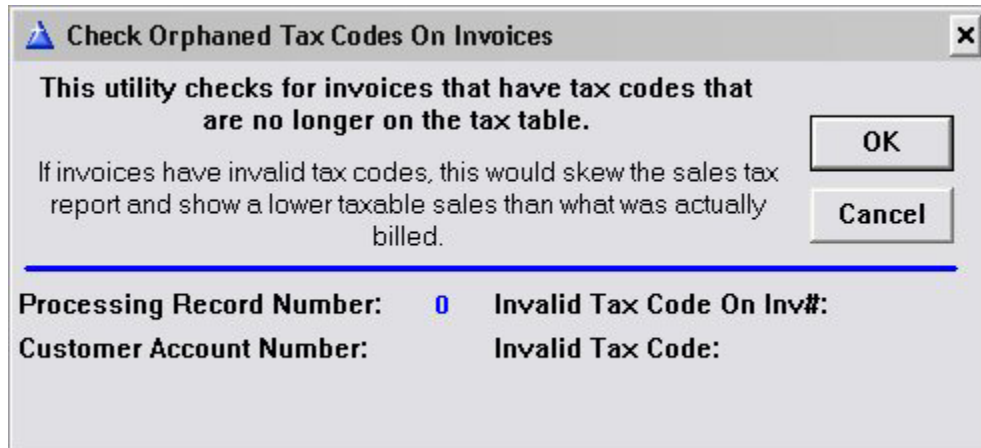 Check Orphaned Tax Codes On Invoices
This utility checks for invoices that have tax codes that
are no longer on the tax table.
If invoices have invalid tax codes, this would skew the sales tax
report and show a lower taxable sales than what was actually
billed.
OK
Cancel
Processing Record Number: 0 Invalid Tax Code On Inv#:
Customer Account Number: Invalid Tax Code: